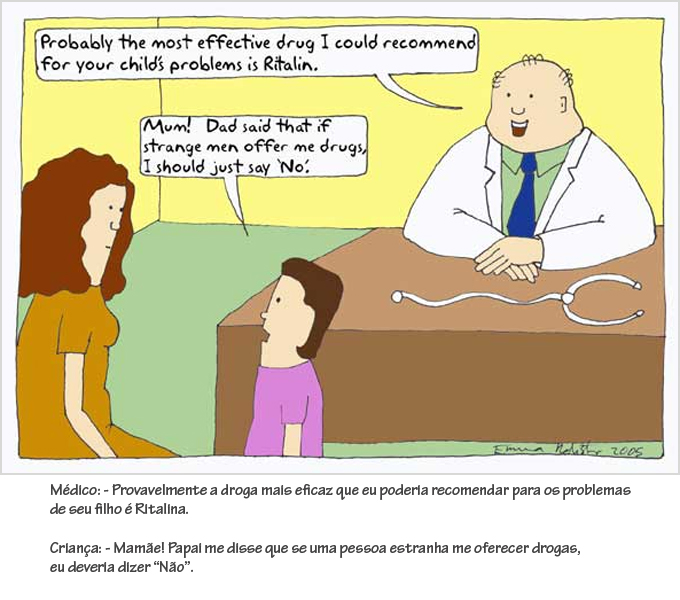 Probably the most effective drug I could recommend
for your child's problems is Ritalin.
Mum! Dad said that if
strange men offer me drugs,
I should just say 'No'.
Emma 2005
Médico: - Provavelmente a droga mais eficaz que eu poderia recomendar para os problemas
de seu filho é Ritalina.
Criança: - Mamãe! Papai me disse que se uma pessoa estranha me oferecer drogas,
eu deveria dizer “Não”.